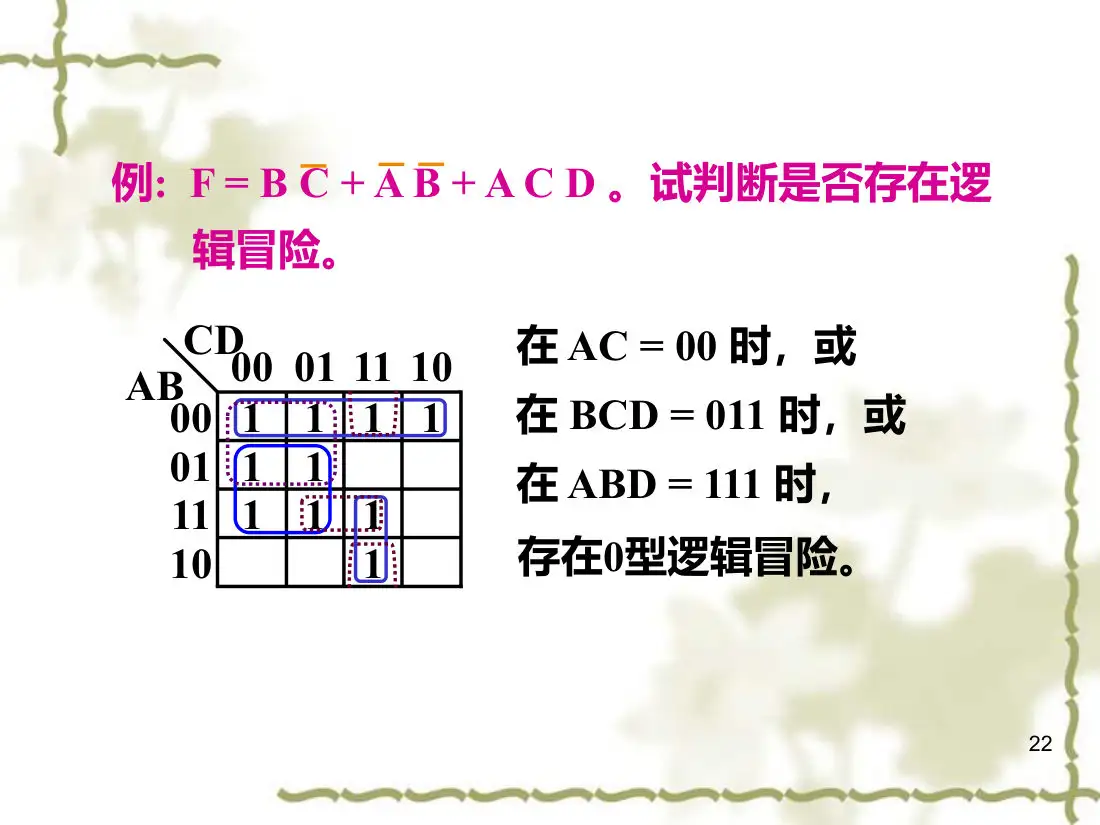 例: F = B C̅ + A̅ B̅ + A C D 。试判断是否存在逻
辑冒险。
CD
AB
00 01 11 10
00 1 1 1 1
01 1 1
11 1 1 1
10 1
在 AC = 00 时，或
在 BCD = 011 时，或
在 ABD = 111 时，
存在0型逻辑冒险。
22